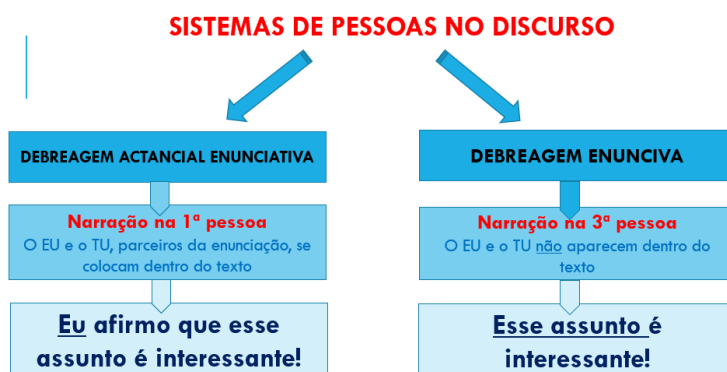 SISTEMAS DE PESSOAS NO DISCURSO
DEBREAGEM ACTANCIAL ENUNCIATIVA
Narração na 1ª pessoa
O EU e o TU, parceiros da enunciação, se
colocam dentro do texto
Eu afirmo que esse
assunto é interessante!
DEBREAGEM ENUNCIVA
Narração na 3ª pessoa
O EU e o TU não aparecem dentro do
texto
Esse assunto é
interessante!